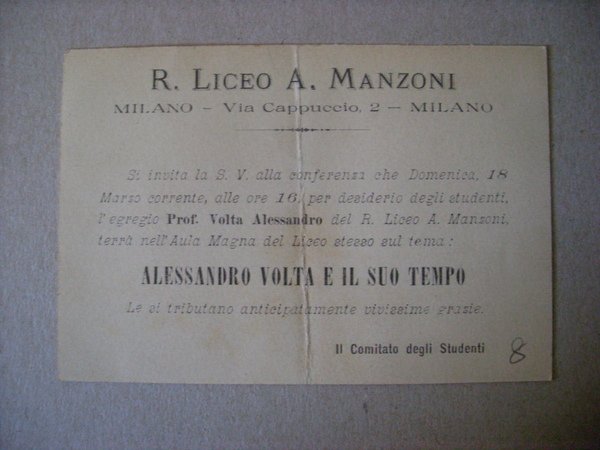 R. LICEO A. MANZONI
MILANO – Via Cappuccio, 2 – MILANO
Si invita la S. V. alla conferenza che Domenica, 18
Marzo corrente, alle ore 16, per desiderio degli studenti,
l'egregio Prof. Volta Alessandro del R. Liceo A. Manzoni,
terrà nell'Aula Magna del Liceo stesso sul tema:
ALESSANDRO VOLTA E IL SUO TEMPO
Le si tributano anticipatamente vivissime grazie.
Il Comitato degli Studenti
8